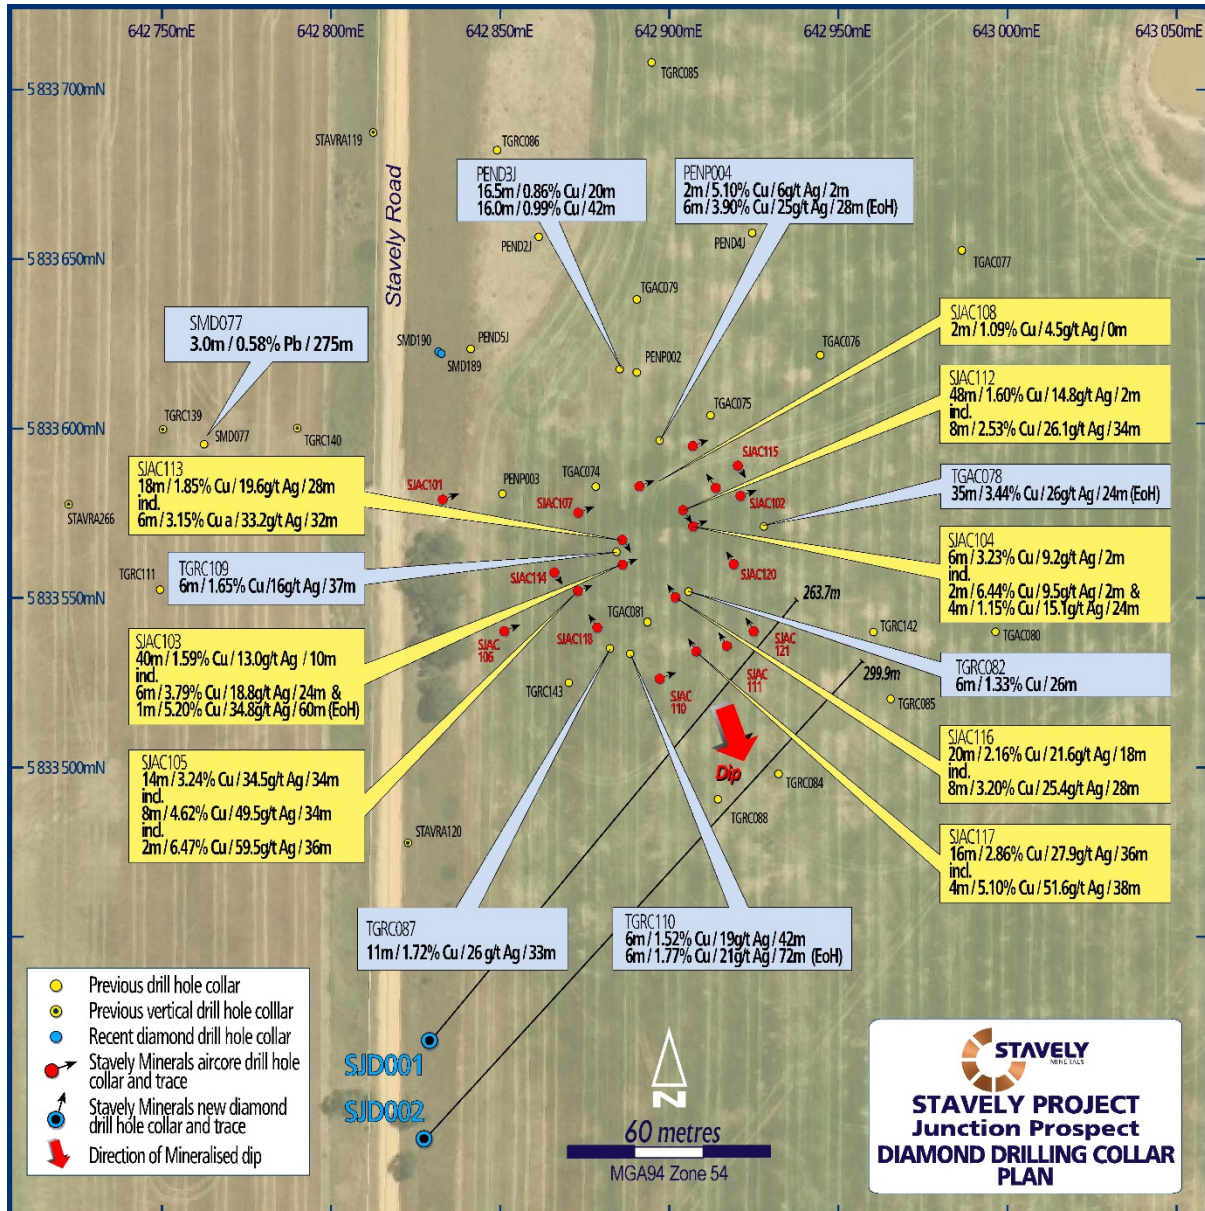 642 750mE
642 800mE
642 850mE
642 900mE
642 950mE
643 000mE
643 050mE
5 833 700mN
5 833 650mN
5 833 600mN
5 833 550mN
5 833 500mN
Stavely Road
TGRC085
STAVRA119
TGRC086
PEND3J
16.5m / 0.86% Cu / 20m
16.0m / 0.99% Cu / 42m
PENP004
2m / 5.10% Cu / 6g/t Ag / 2m
6m / 3.90% Cu / 25g/t Ag / 28m (EoH)
PEND2J
PEND4J
TGAC077
TGAC079
SMD077
3.0m / 0.58% Pb / 275m
SMD190
SMD189
PEND5J
PENP002
TGAC076
SJAC108
2m / 1.09% Cu / 4.5g/t Ag / 0m
SJAC112
48m / 1.60% Cu / 14.8g/t Ag / 2m
incl.
8m / 2.53% Cu / 26.1g/t Ag / 34m
TGRC139
SMD077
TGRC140
TGAC075
SJAC113
18m / 1.85% Cu / 19.6g/t Ag / 28m
incl.
6m / 3.15% Cu a / 33.2g/t Ag / 32m
SJAC101
PENP003
TGAC074
SJAC107
SJAC115
SJAC102
TGAC078
35m / 3.44% Cu / 26g/t Ag / 24m (EoH)
STAVRA266
TGRC111
TGRC109
6m / 1.65% Cu /16g/t Ag / 37m
SJAC114
SJAC120
SJAC104
6m / 3.23% Cu / 9.2g/t Ag / 2m
incl.
2m / 6.44% Cu / 9.5g/t Ag / 2m &
4m / 1.15% Cu / 15.1g/t Ag / 24m
263.7m
TGAC081
SJAC103
40m / 1.59% Cu / 13.0g/t Ag / 10m
incl.
6m / 3.79% Cu / 18.8g/t Ag / 24m &
1m / 5.20% Cu / 34.8g/t Ag / 60m (EoH)
SJAC
106
SJAC118
SJAC
121
TGRC142
TGAC080
TGRC082
6m / 1.33% Cu / 26m
299.9m
TGRC143
SJAC
110
SJAC
111
TGRC085
SJAC105
14m / 3.24% Cu / 34.5g/t Ag / 34m
incl.
8m / 4.62% Cu / 49.5g/t Ag / 34m
incl.
2m / 6.47% Cu / 59.5g/t Ag / 36m
Dip
TGRC084
TGRC088
SJAC116
20m / 2.16% Cu / 21.6g/t Ag / 18m
incl.
8m / 3.20% Cu / 25.4g/t Ag / 28m
STAVRA120
SJAC117
16m / 2.86% Cu / 27.9g/t Ag / 36m
incl.
4m / 5.10% Cu / 51.6g/t Ag / 38m
TGRC087
11m / 1.72% Cu / 26 g/t Ag / 33m
TGRC110
6m / 1.52% Cu / 19g/t Ag / 42m
6m / 1.77% Cu / 21g/t Ag / 72m (EoH)
Previous drill hole collar
Previous vertical drill hole colllar
Recent diamond drill hole collar
Stavely Minerals aircore drill hole
collar and trace
Stavely Minerals new diamond
drill hole collar and trace
Direction of Mineralised dip
SJD001
SJD002
N
60 metres
MGA94 Zone 54
STAVELY
MINERALS
STAVELY PROJECT
Junction Prospect
DIAMOND DRILLING COLLAR
PLAN